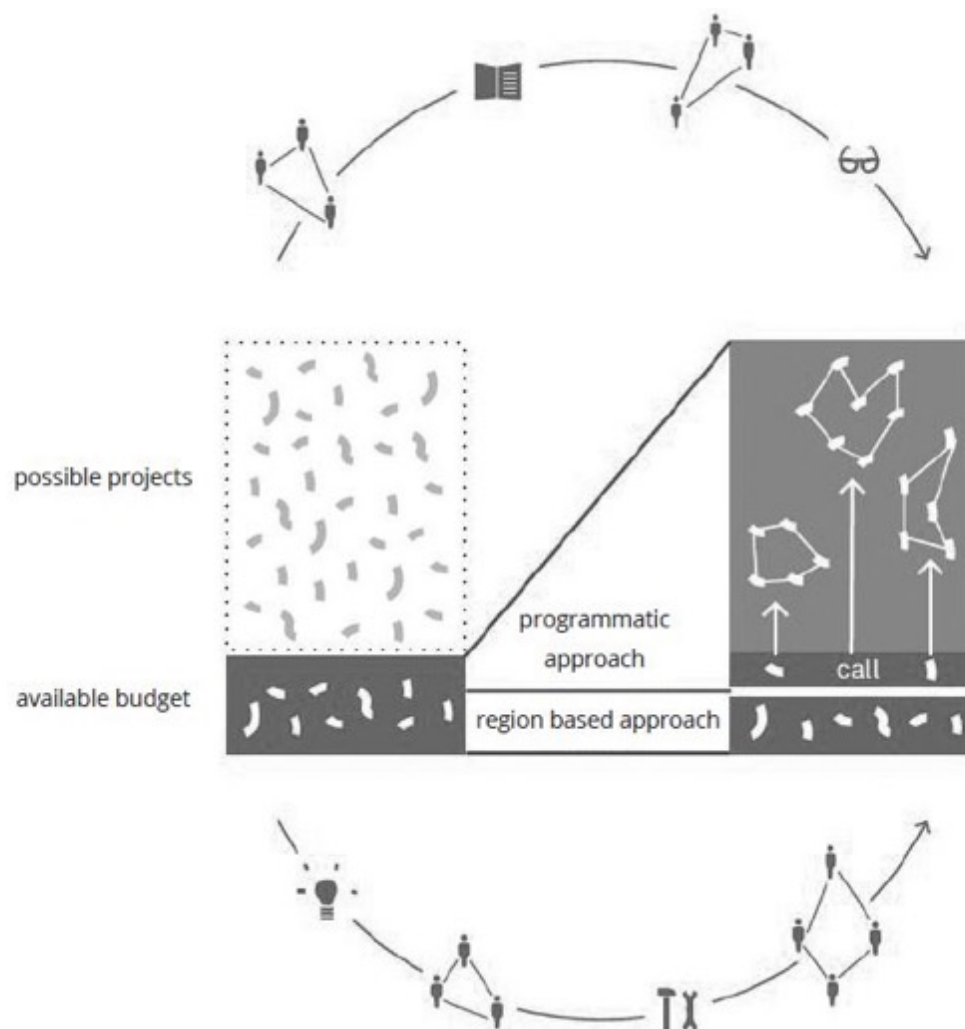 possible projects
programmatic
approach
call
available budget
region based approach